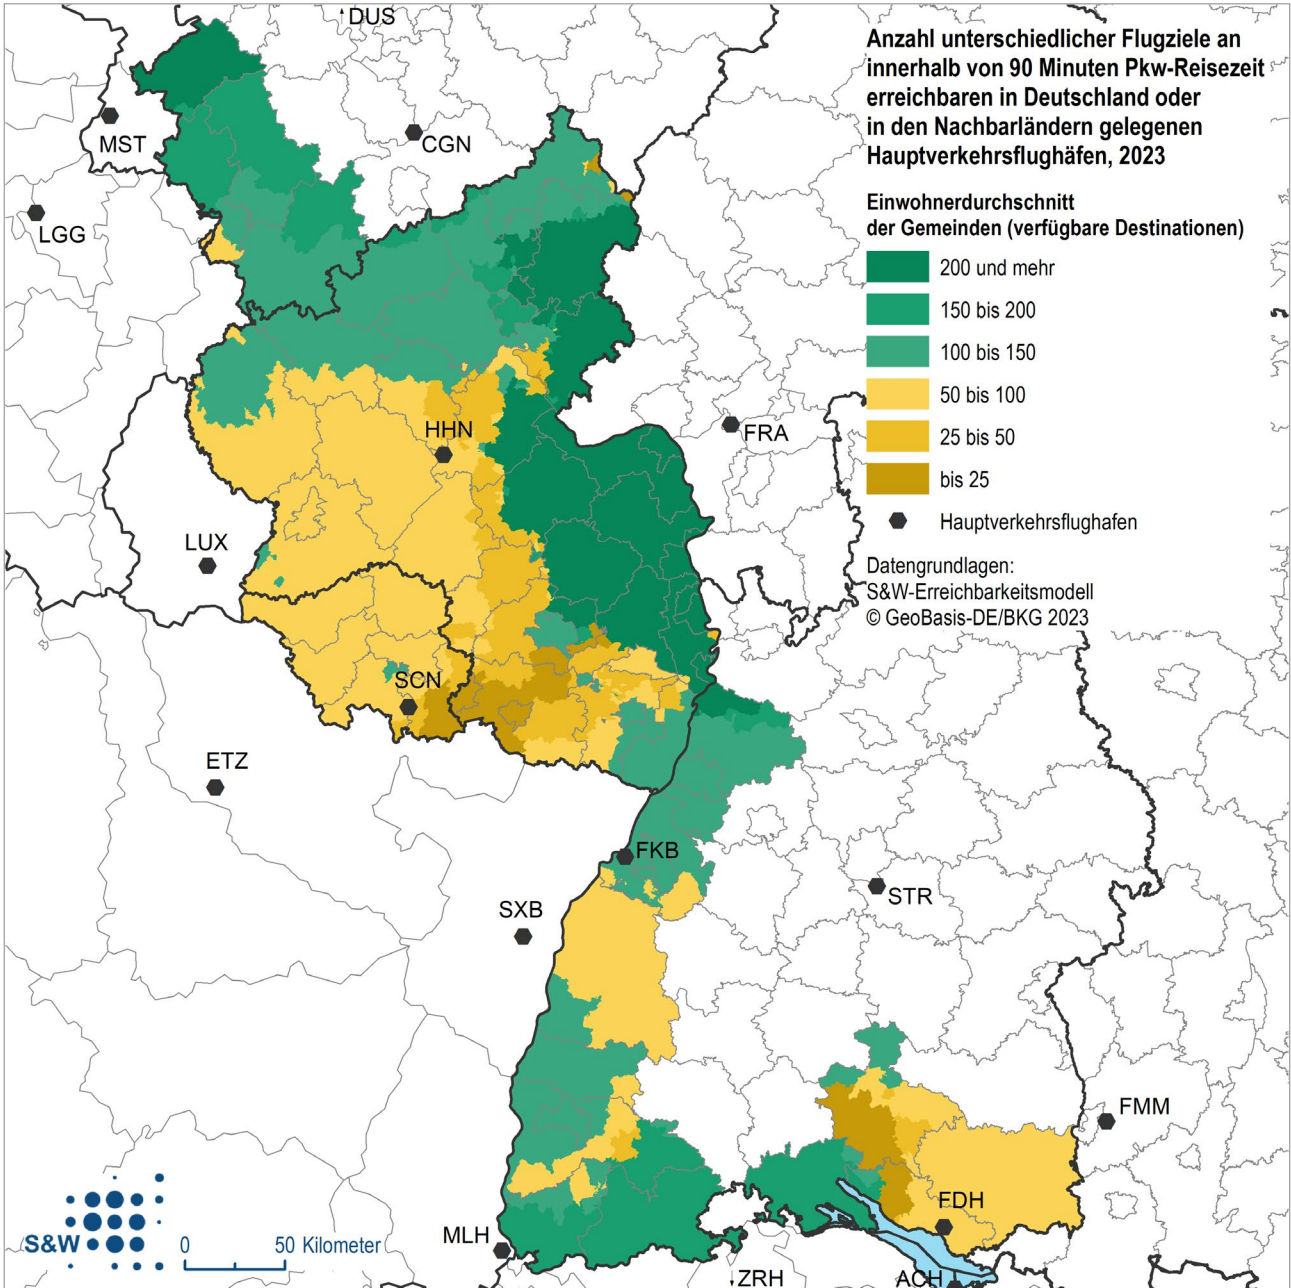 DUS
Anzahl unterschiedlicher Flugziele an
innerhalb von 90 Minuten Pkw-Reisezeit
erreichbaren in Deutschland oder
in den Nachbarländern gelegenen
Hauptverkehrsflughäfen, 2023
Einwohnerdurchschnitt
der Gemeinden (verfügbare Destinationen)
200 und mehr
150 bis 200
100 bis 150
50 bis 100
25 bis 50
bis 25
Hauptverkehrsflughafen
Datengrundlagen:
S&W-Erreichbarkeitsmodell
© GeoBasis-DE/BKG 2023
MST
CGN
LGG
HHN
FRA
LUX
SCN
ETZ
FKB
STR
SXB
FMM
FDH
MLH
ZRH
ACH
S&W
0 50 Kilometer